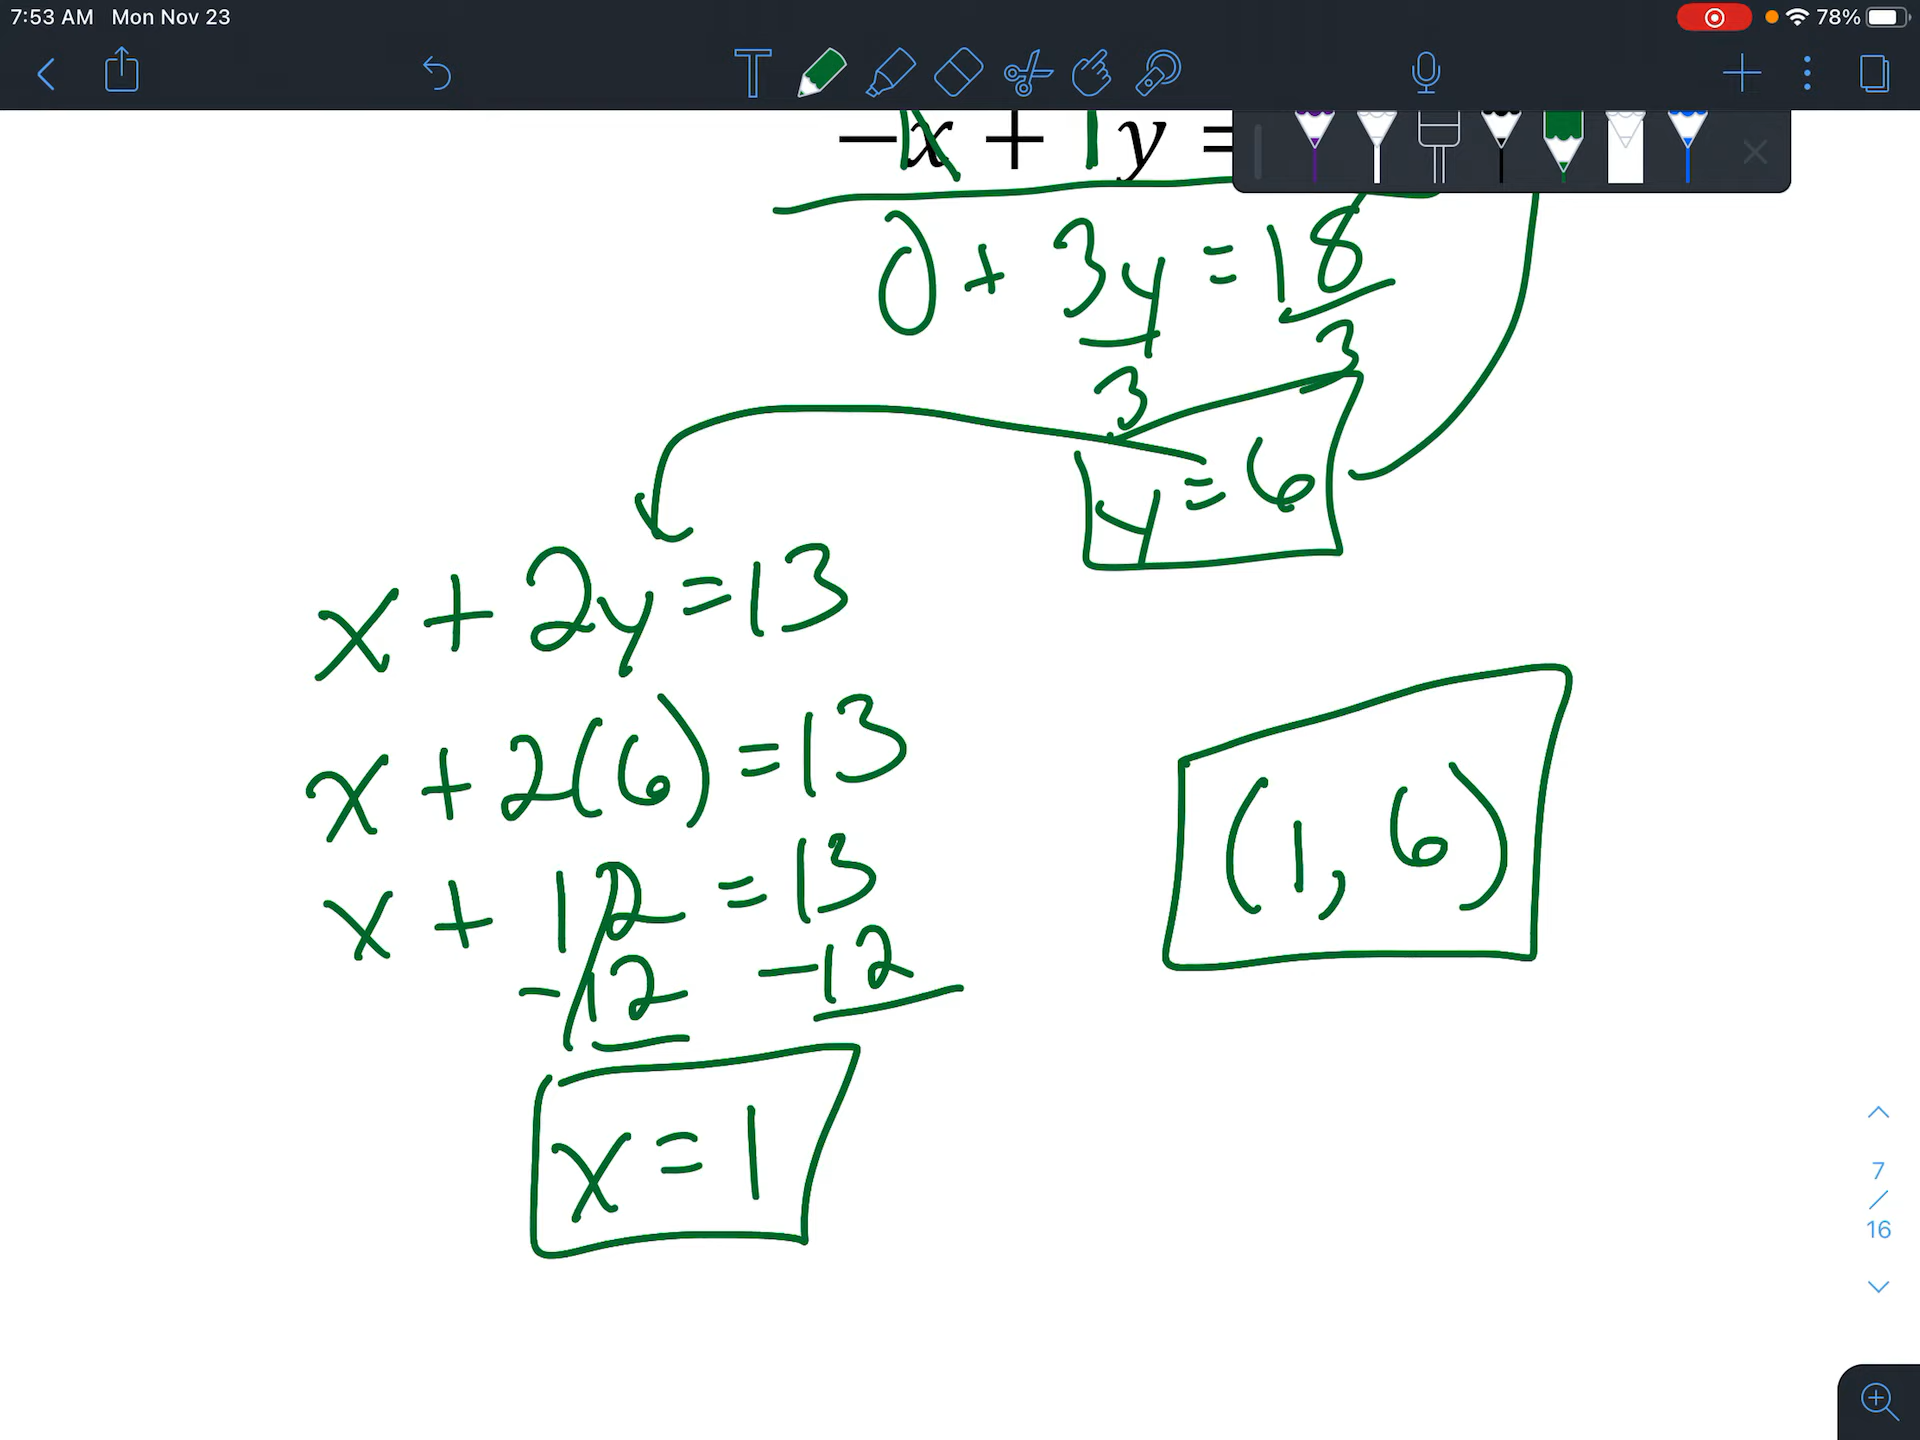 7:53 AM Mon Nov 23
78%
T
-1x + 1y =
0 + 3y = 18
3 3
y = 6
x + 2y = 13
x + 2(6) = 13
x + 12 = 13
-12 -12
x = 1
(1, 6)
7
/
16